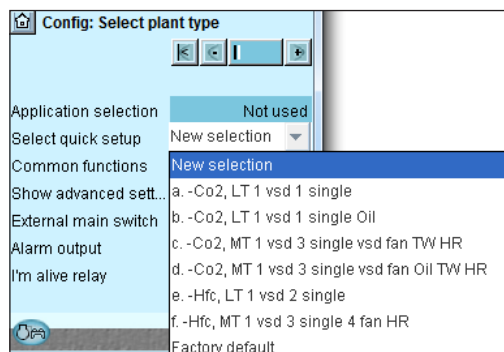 Config: Select plant type
Application selection Not used
Select quick setup New selection
Common functions
Show advanced sett...
External main switch
Alarm output
I'm alive relay
New selection
a. -Co2, LT 1 vsd 1 single
b. -Co2, LT 1 vsd 1 single Oil
c. -Co2, MT 1 vsd 3 single vsd fan TW HR
d. -Co2, MT 1 vsd 3 single vsd fan Oil TW HR
e. -Hfc, LT 1 vsd 2 single
f. -Hfc, MT 1 vsd 3 single 4 fan HR
Factory default